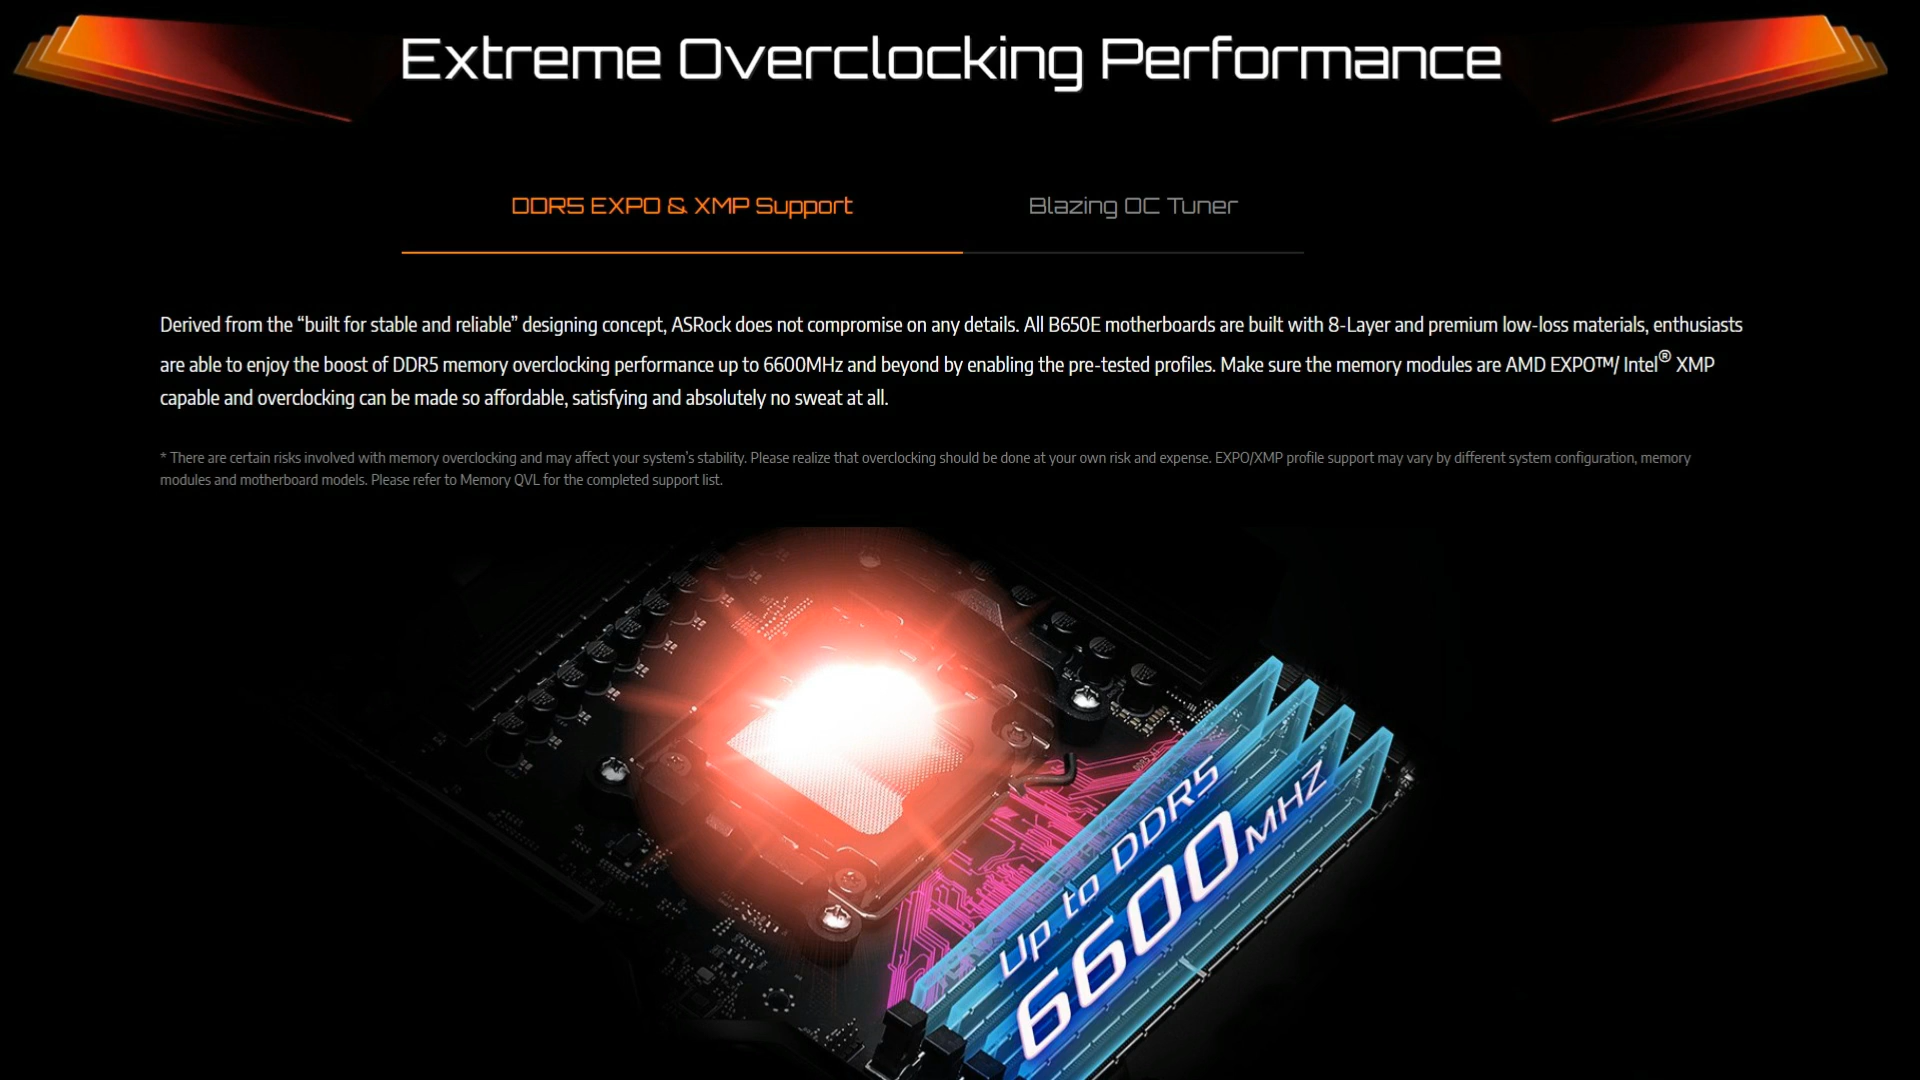 Extreme Overclocking Performance
DDR5 EXPO & XMP Support
Blazing OC Tuner
Derived from the “built for stable and reliable” designing concept, ASRock does not compromise on any details. All B650E motherboards are built with 8-Layer and premium low-loss materials, enthusiasts
are able to enjoy the boost of DDR5 memory overclocking performance up to 6600MHz and beyond by enabling the pre-tested profiles. Make sure the memory modules are AMD EXPO™/ Intel® XMP
capable and overclocking can be made so affordable, satisfying and absolutely no sweat at all.
* There are certain risks involved with memory overclocking and may affect your system’s stability. Please realize that overclocking should be done at your own risk and expense. EXPO/XMP profile support may vary by different system configuration, memory
modules and motherboard models. Please refer to Memory QVL for the completed support list.
Up to DDR5
6600MHZ